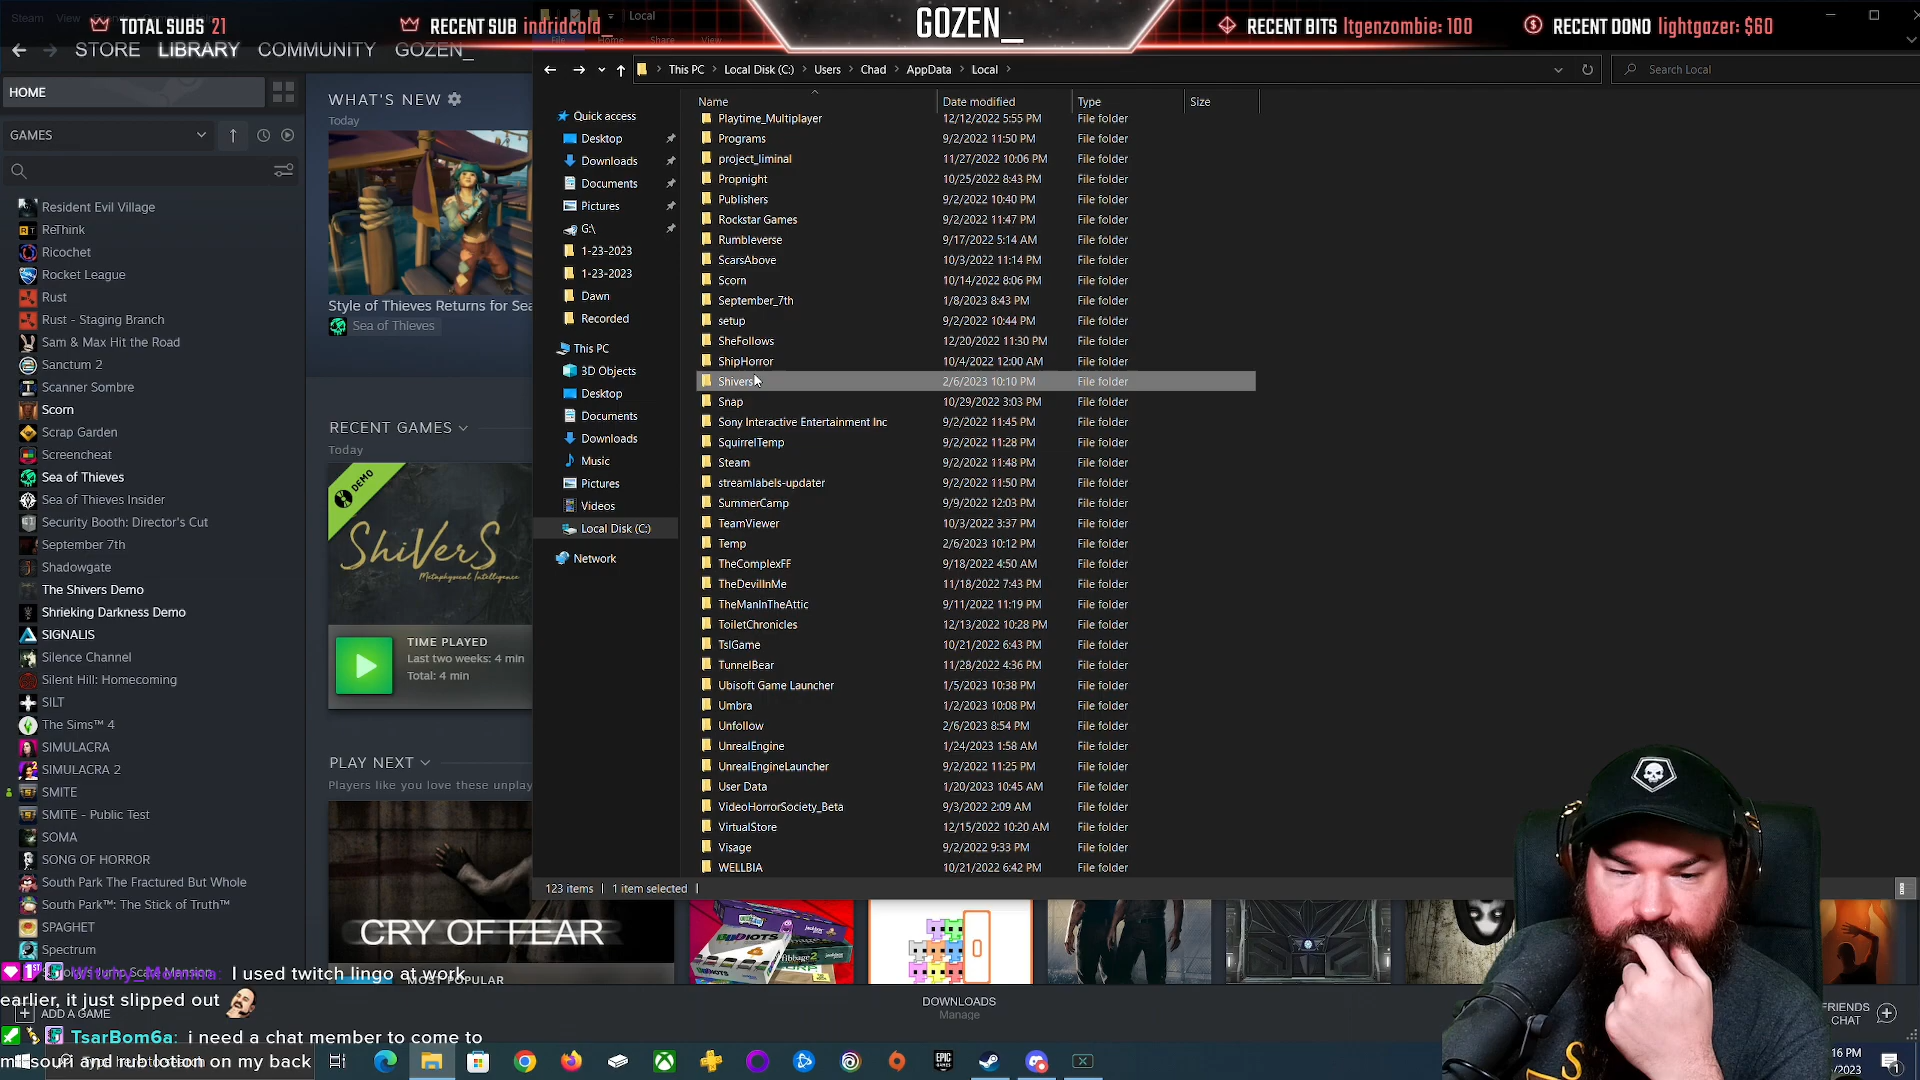 Steam View
TOTAL SUBS 21
RECENT SUB indridcold_
Local
GOZEN_
RECENT BITS ltgenzombie: 100
RECENT DONO lightgazer: $60
STORE LIBRARY COMMUNITY GOZEN_
This PC > Local Disk (C:) > Users > Chad > AppData > Local >
Search Local
HOME
GAMES
Resident Evil Village
ReThink
Ricochet
Rocket League
Rust
Rust - Staging Branch
Sam & Max Hit the Road
Sanctum 2
Scanner Sombre
Scorn
Scrap Garden
Screencheat
Sea of Thieves
Sea of Thieves Insider
Security Booth: Director's Cut
September 7th
Shadowgate
The Shivers Demo
Shrieking Darkness Demo
SIGNALIS
Silence Channel
Silent Hill: Homecoming
SILT
The Sims™ 4
SIMULACRA
SIMULACRA 2
SMITE
SMITE - Public Test
SOMA
SONG OF HORROR
South Park The Fractured But Whole
South Park™: The Stick of Truth™
SPAGHET
Spectrum
ADD A GAME
WHAT'S NEW
Today
Style of Thieves Returns for Sea
Sea of Thieves
RECENT GAMES
Today
DEMO
ShiVerS
Metaphysical Intelligence
TIME PLAYED
Last two weeks: 4 min
Total: 4 min
PLAY NEXT
Players like you love these unplay
CRY OF FEAR
MOST POPULAR
Quick access
Desktop
Downloads
Documents
Pictures
G:\
1-23-2023
1-23-2023
Dawn
Recorded
This PC
3D Objects
Desktop
Documents
Downloads
Music
Pictures
Videos
Local Disk (C:)
Network
Name Date modified Type Size
Playtime_Multiplayer 12/12/2022 5:55 PM File folder
Programs 9/2/2022 11:50 PM File folder
project_liminal 11/27/2022 10:06 PM File folder
Propnight 10/25/2022 8:43 PM File folder
Publishers 9/2/2022 10:40 PM File folder
Rockstar Games 9/2/2022 11:47 PM File folder
Rumbleverse 9/17/2022 5:14 AM File folder
ScarsAbove 10/3/2022 11:14 PM File folder
Scorn 10/14/2022 8:06 PM File folder
September_7th 1/8/2023 8:43 PM File folder
setup 9/2/2022 10:44 PM File folder
SheFollows 12/20/2022 11:30 PM File folder
ShipHorror 10/4/2022 12:00 AM File folder
Shivers 2/6/2023 10:10 PM File folder
Snap 10/29/2022 3:03 PM File folder
Sony Interactive Entertainment Inc 9/2/2022 11:45 PM File folder
SquirrelTemp 9/2/2022 11:28 PM File folder
Steam 9/2/2022 11:48 PM File folder
streamlabels-updater 9/2/2022 11:50 PM File folder
SummerCamp 9/9/2022 12:03 PM File folder
TeamViewer 10/3/2022 3:37 PM File folder
Temp 2/6/2023 10:12 PM File folder
TheComplexFF 9/18/2022 4:50 AM File folder
TheDevilInMe 11/18/2022 7:43 PM File folder
TheManInTheAttic 9/11/2022 11:19 PM File folder
ToiletChronicles 12/13/2022 10:28 PM File folder
TslGame 10/21/2022 6:43 PM File folder
TunnelBear 11/28/2022 4:36 PM File folder
Ubisoft Game Launcher 1/5/2023 10:38 PM File folder
Umbra 1/2/2023 10:08 PM File folder
Unfollow 2/6/2023 8:54 PM File folder
UnrealEngine 1/24/2023 1:58 AM File folder
UnrealEngineLauncher 9/2/2022 11:25 PM File folder
User Data 1/20/2023 10:45 AM File folder
VideoHorrorSociety_Beta 9/3/2022 2:09 AM File folder
VirtualStore 12/15/2022 10:20 AM File folder
Visage 9/2/2022 9:33 PM File folder
WELLBIA 10/21/2022 6:42 PM File folder
123 items 1 item selected
I used twitch lingo at work
earlier, it just slipped out
TsarBom6a: i need a chat member to come to
missouri and rub lotion on my back
DOWNLOADS
Manage
FRIENDS
CHAT
16 PM
/2023